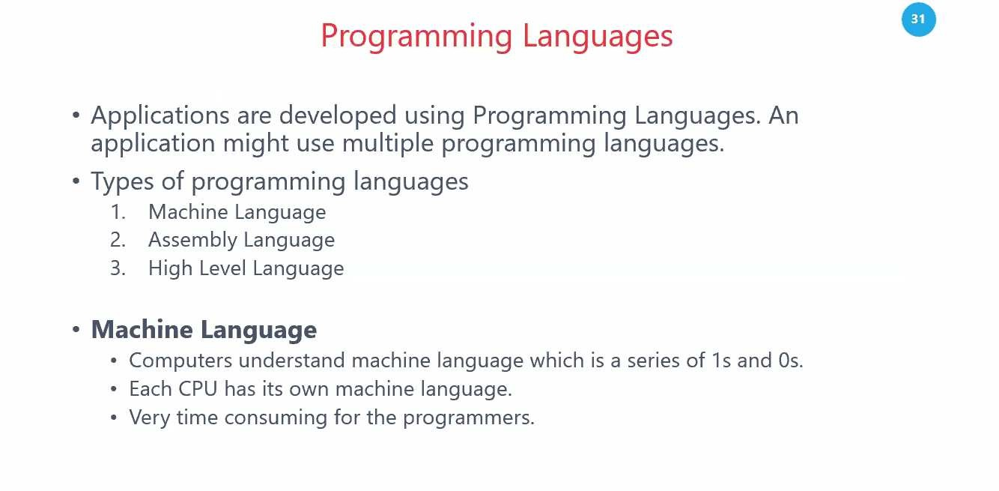 31
Programming Languages
• Applications are developed using Programming Languages. An
application might use multiple programming languages.
• Types of programming languages
1. Machine Language
2. Assembly Language
3. High Level Language
• Machine Language
• Computers understand machine language which is a series of 1s and 0s.
• Each CPU has its own machine language.
• Very time consuming for the programmers.